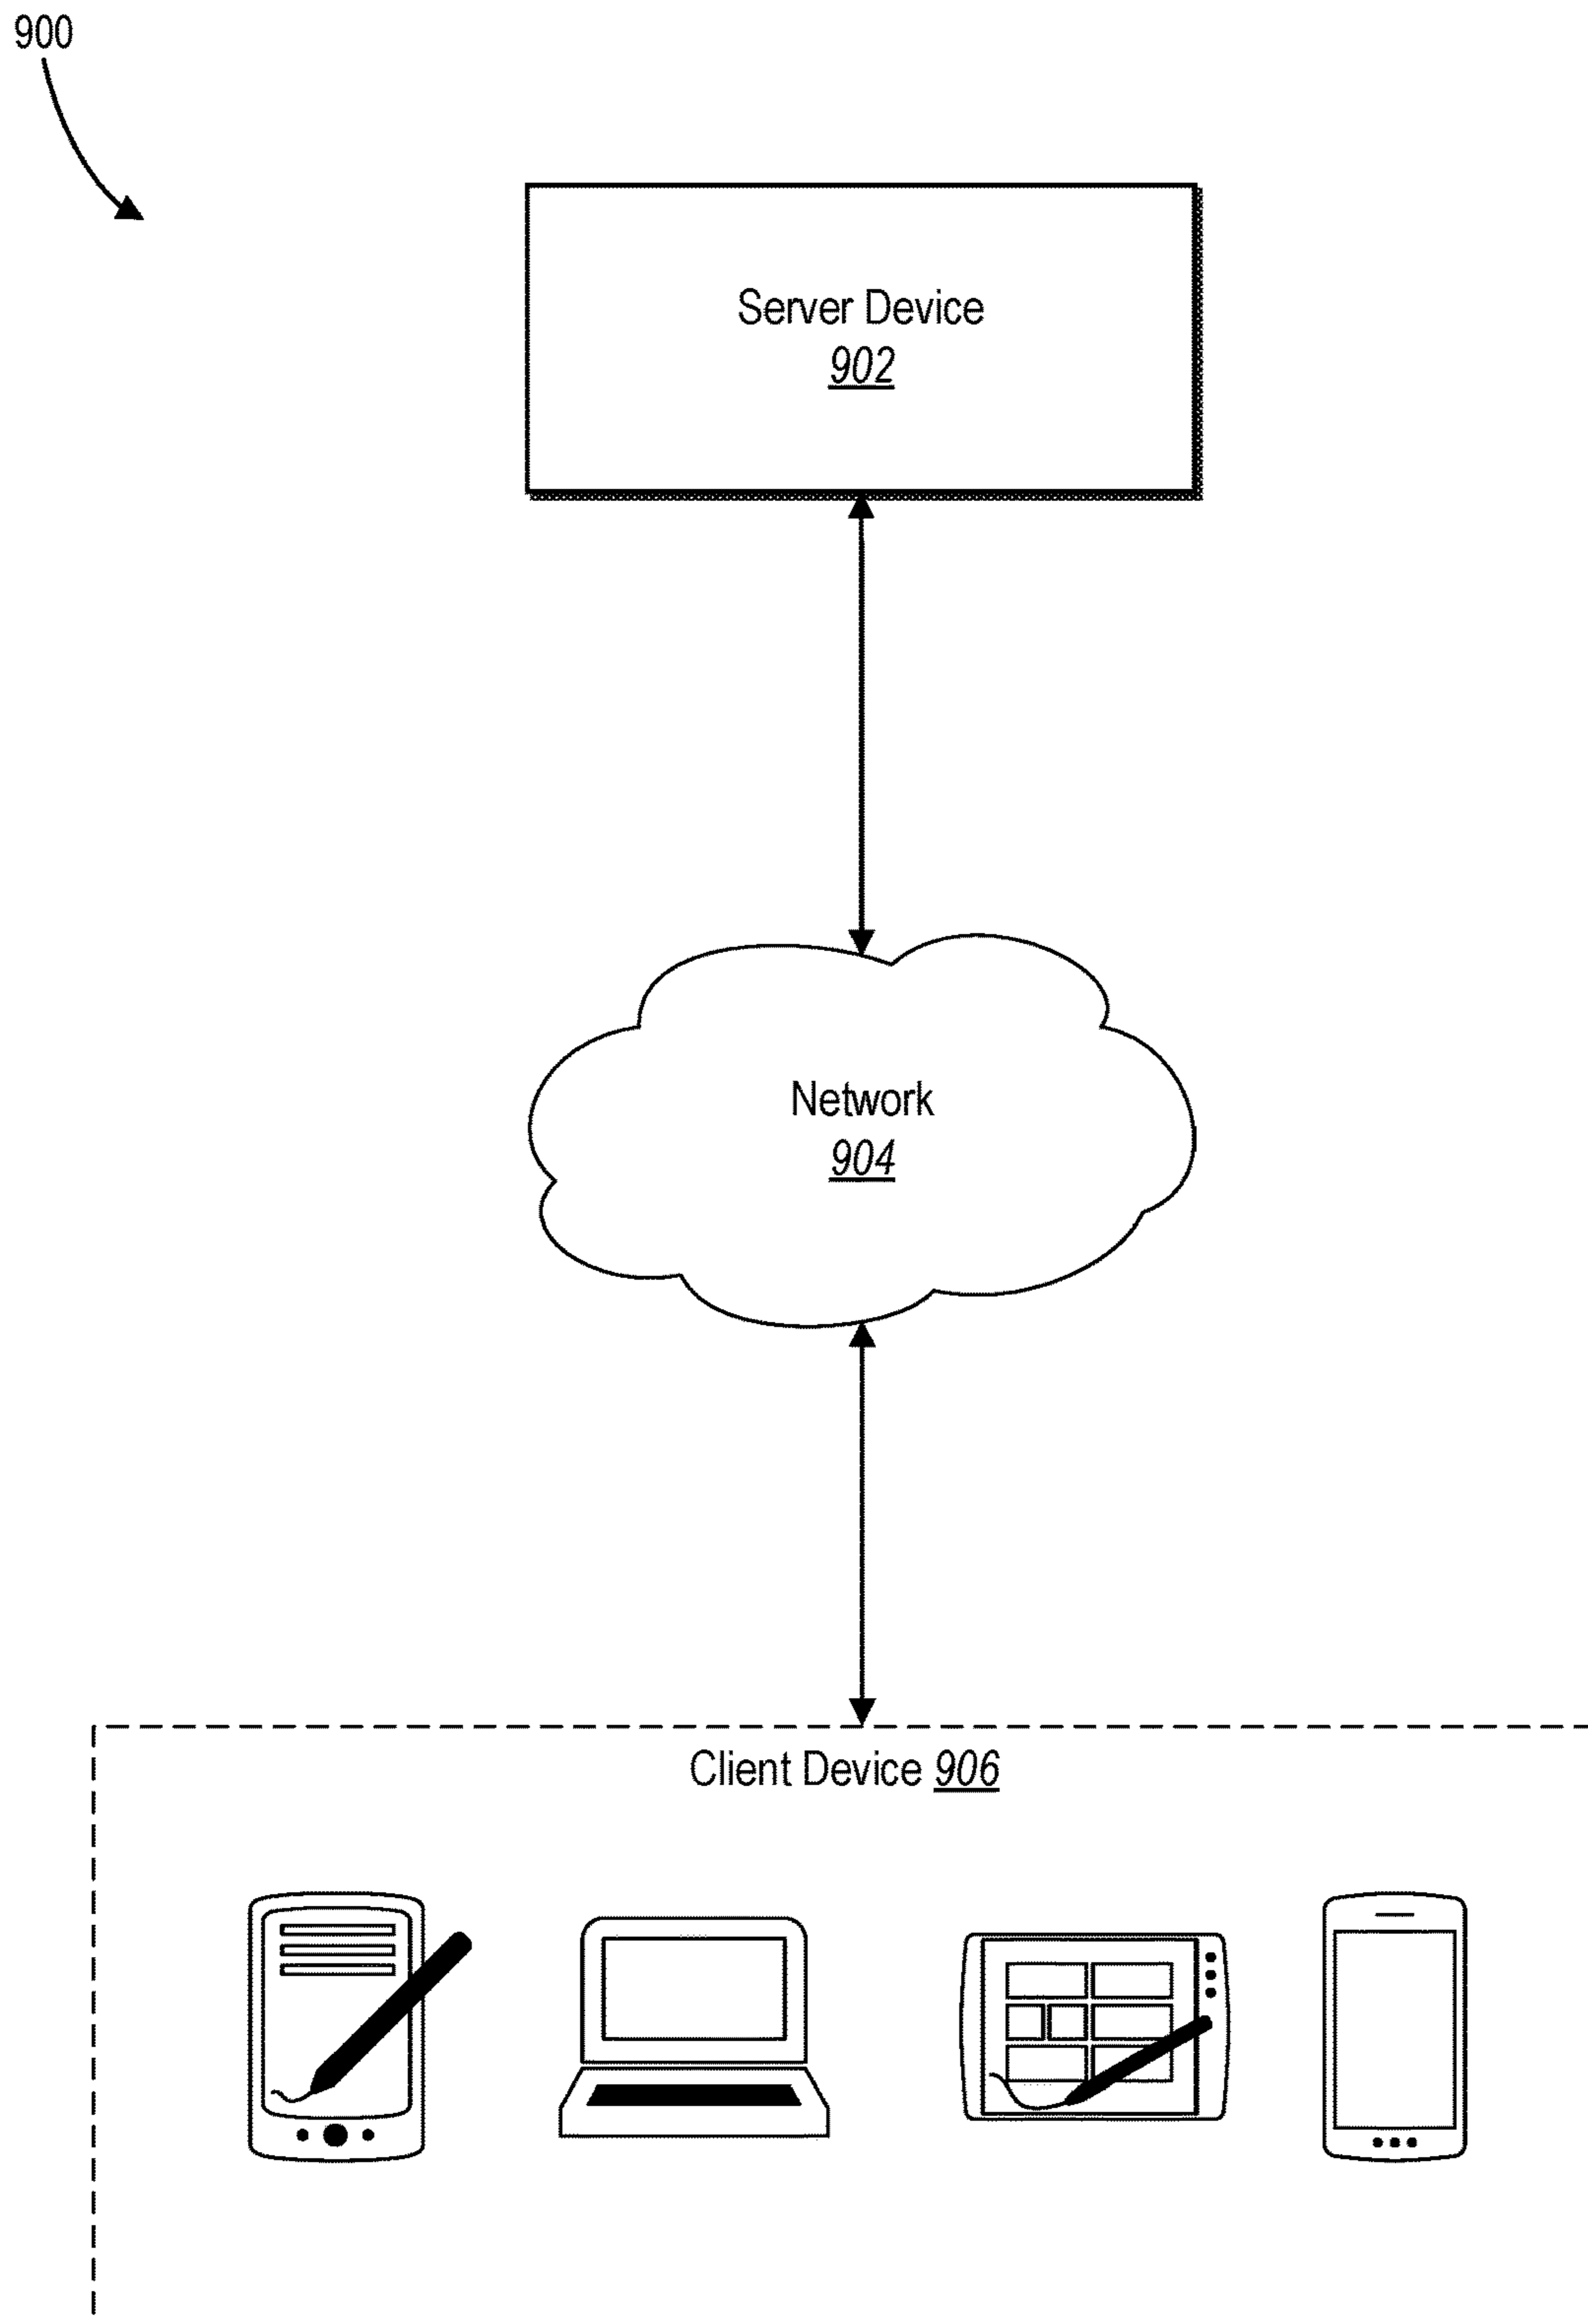 900
Server Device
902
Network
904
Client Device 906